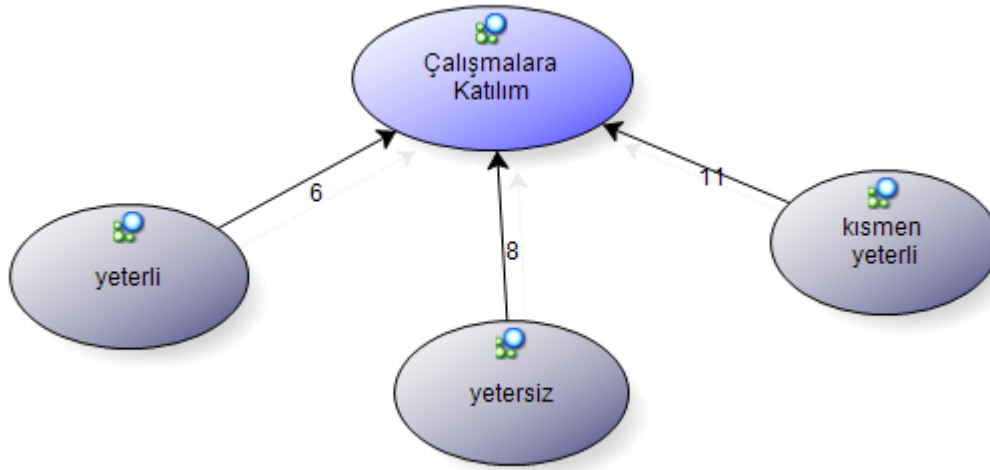 Çalışmalara
Katılım
6
11
8
yeterli
kısmen
yeterli
yetersiz